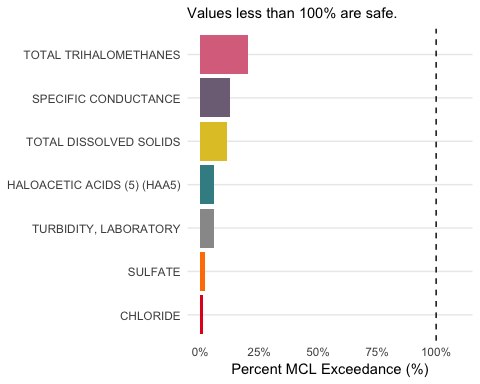 Values less than 100% are safe.
TOTAL TRIHALOMETHANES
SPECIFIC CONDUCTANCE
TOTAL DISSOLVED SOLIDS
HALOACETIC ACIDS (5) (HAA5)
TURBIDITY, LABORATORY
SULFATE
CHLORIDE
0% 25% 50% 75% 100%
Percent MCL Exceedance (%)